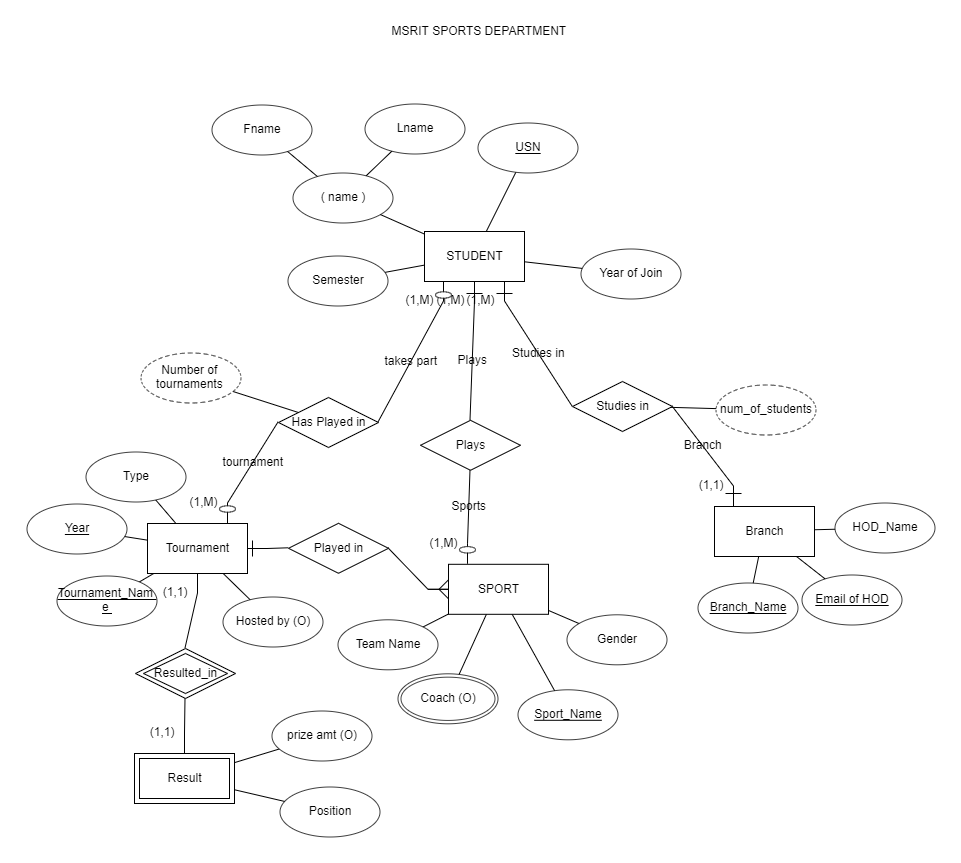 MSRIT SPORTS DEPARTMENT
Fname
Lname
USN
( name )
STUDENT
Semester
Year of Join
(1,M)
(1,M)
(1,M)
takes part
Plays
Studies in
Number of
tournaments
Has Played in
Studies in
num_of_students
Plays
Branch
tournament
Type
(1,1)
(1,M)
Sports
Year
Tournament
Played in
(1,M)
Branch
HOD_Name
SPORT
Tournament_Nam
e
(1,1)
Hosted by (O)
Branch_Name
Email of HOD
Team Name
Gender
Resulted_in
Coach (O)
Sport_Name
(1,1)
prize amt (O)
Result
Position